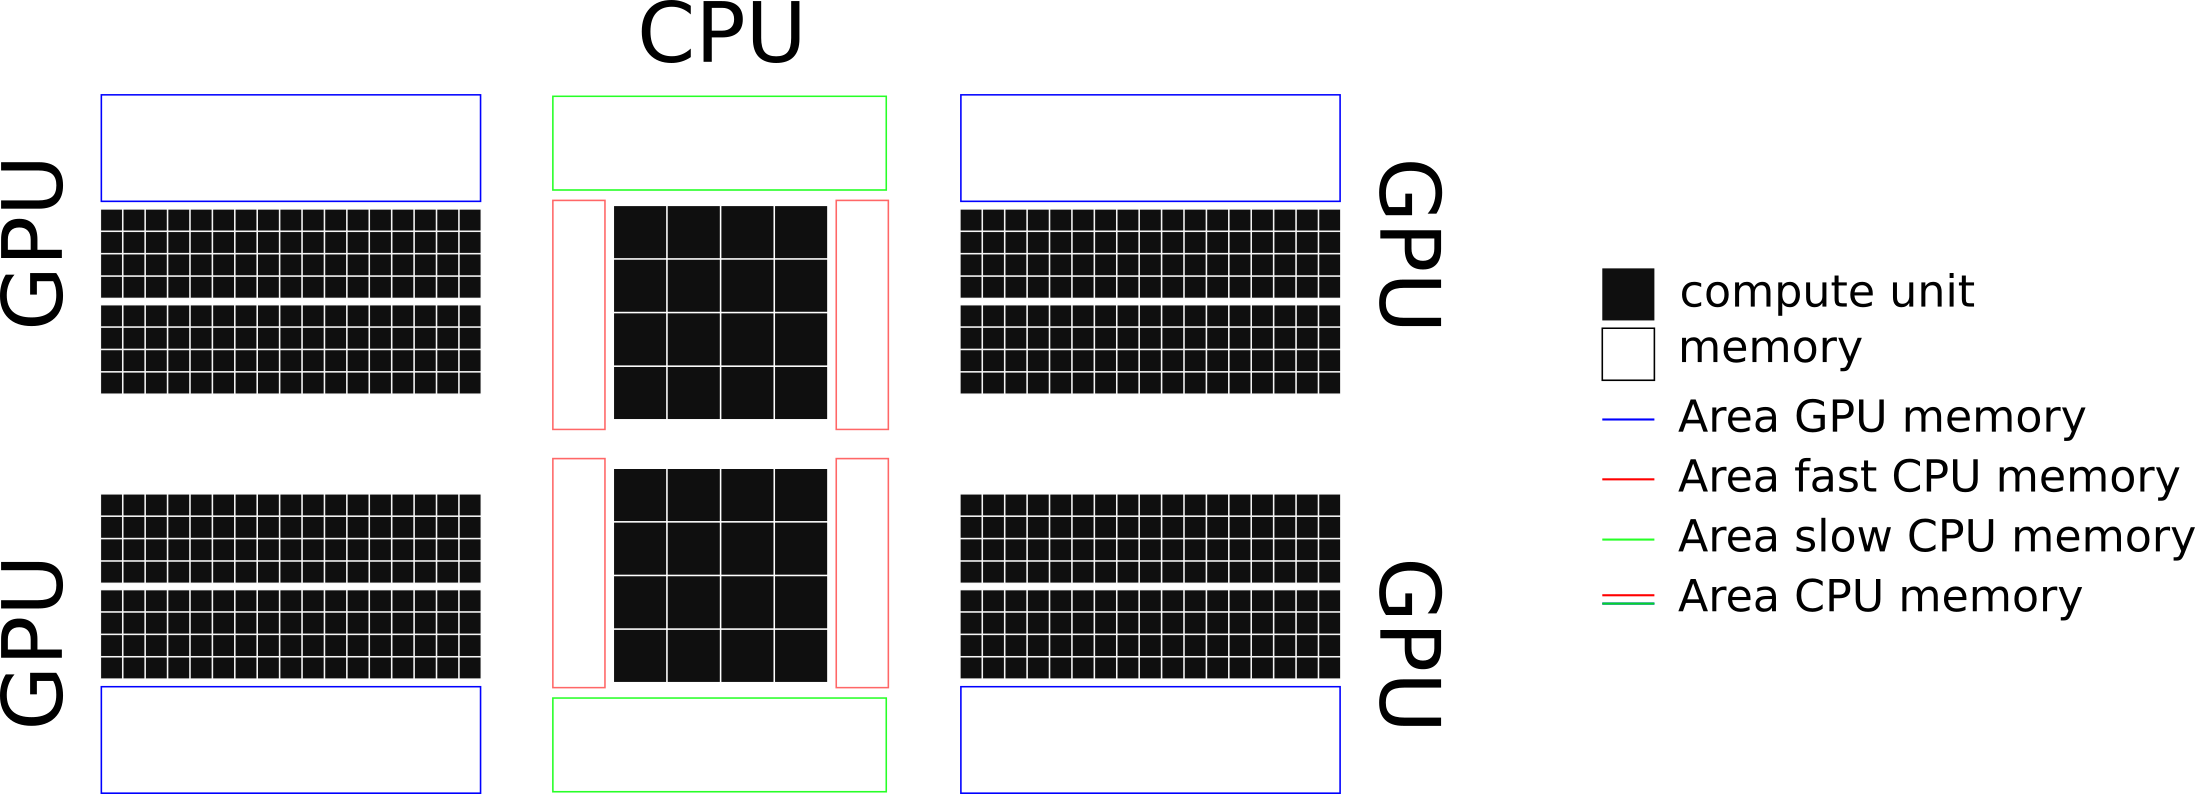 CPU
GPU
GPU
GPU
GPU
compute unit
memory
Area GPU memory
Area fast CPU memory
Area slow CPU memory
Area CPU memory